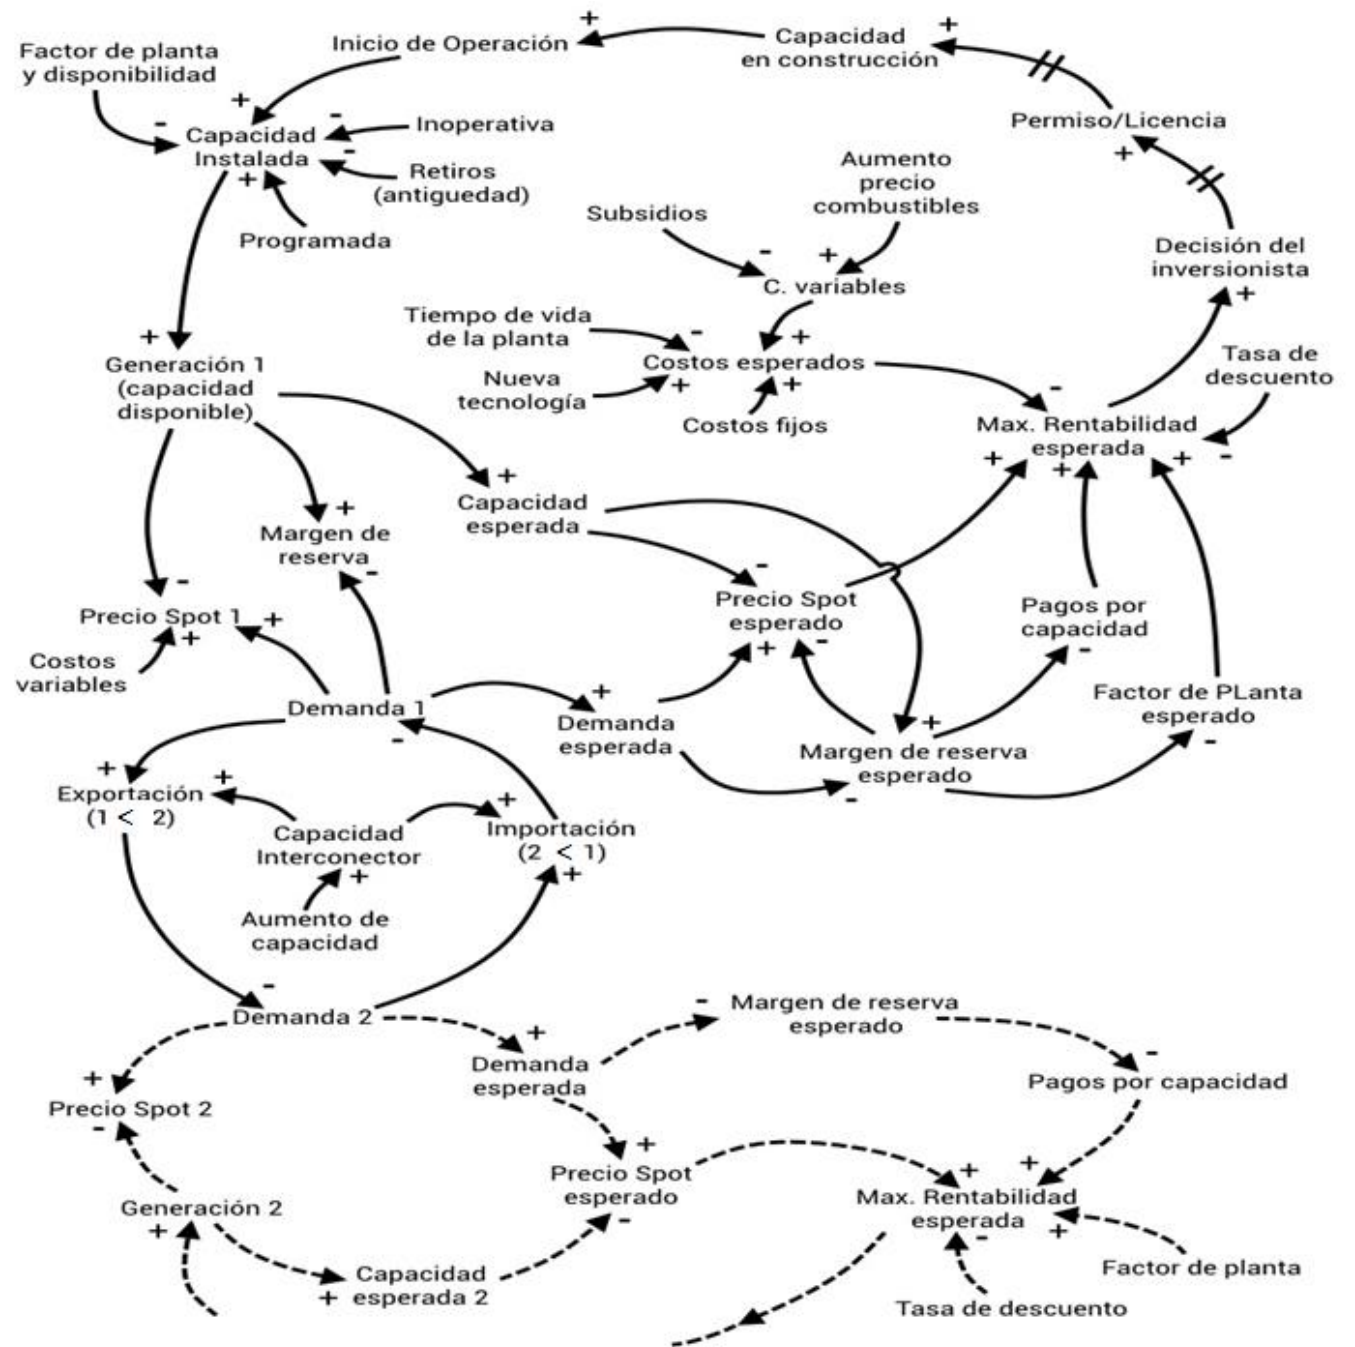 Factor de planta
y disponibilidad
Inicio de Operación
+
Capacidad
en construcción
+
Permiso/Licencia
+
Decisión del
inversionista
+
+
-
Capacidad
Instalada
+
-
Inoperativa
-
Retiros
(antiguedad)
Programada
Aumento
precio
combustibles
Subsidios
-
+
C. variables
Tiempo de vida
de la planta
-
+
Costos esperados
Nueva
tecnología
+
+
Costos fijos
-
Tasa de
descuento
Max. Rentabilidad
esperada
+
+
+
-
+
Generación 1
(capacidad
disponible)
+
Capacidad
esperada
+
Margen de
reserva
-
-
Precio Spot 1
+
+
Costos
variables
-
Precio Spot
esperado
+
-
Pagos por
capacidad
-
Factor de PLanta
esperado
-
Demanda 1
-
+
Demanda
esperada
+
Margen de reserva
esperado
-
+
Exportación
(1 < 2)
+
Capacidad
Interconector
+
+
Importación
(2 < 1)
+
Aumento de
capacidad
-
Demanda 2
+
Demanda
esperada
-
Margen de reserva
esperado
-
Pagos por capacidad
+
Precio Spot 2
-
+
Precio Spot
esperado
-
+
+
Max. Rentabilidad
esperada
-
+
Generación 2
+
Capacidad
+ esperada 2
Factor de planta
Tasa de descuento